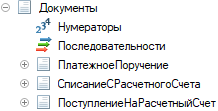 Документы
Нумераторы
Последовательности
ПлатежноеПоручение
СписаниеСРасчетногоСчета
ПоступлениеНаРасчетныйСчет